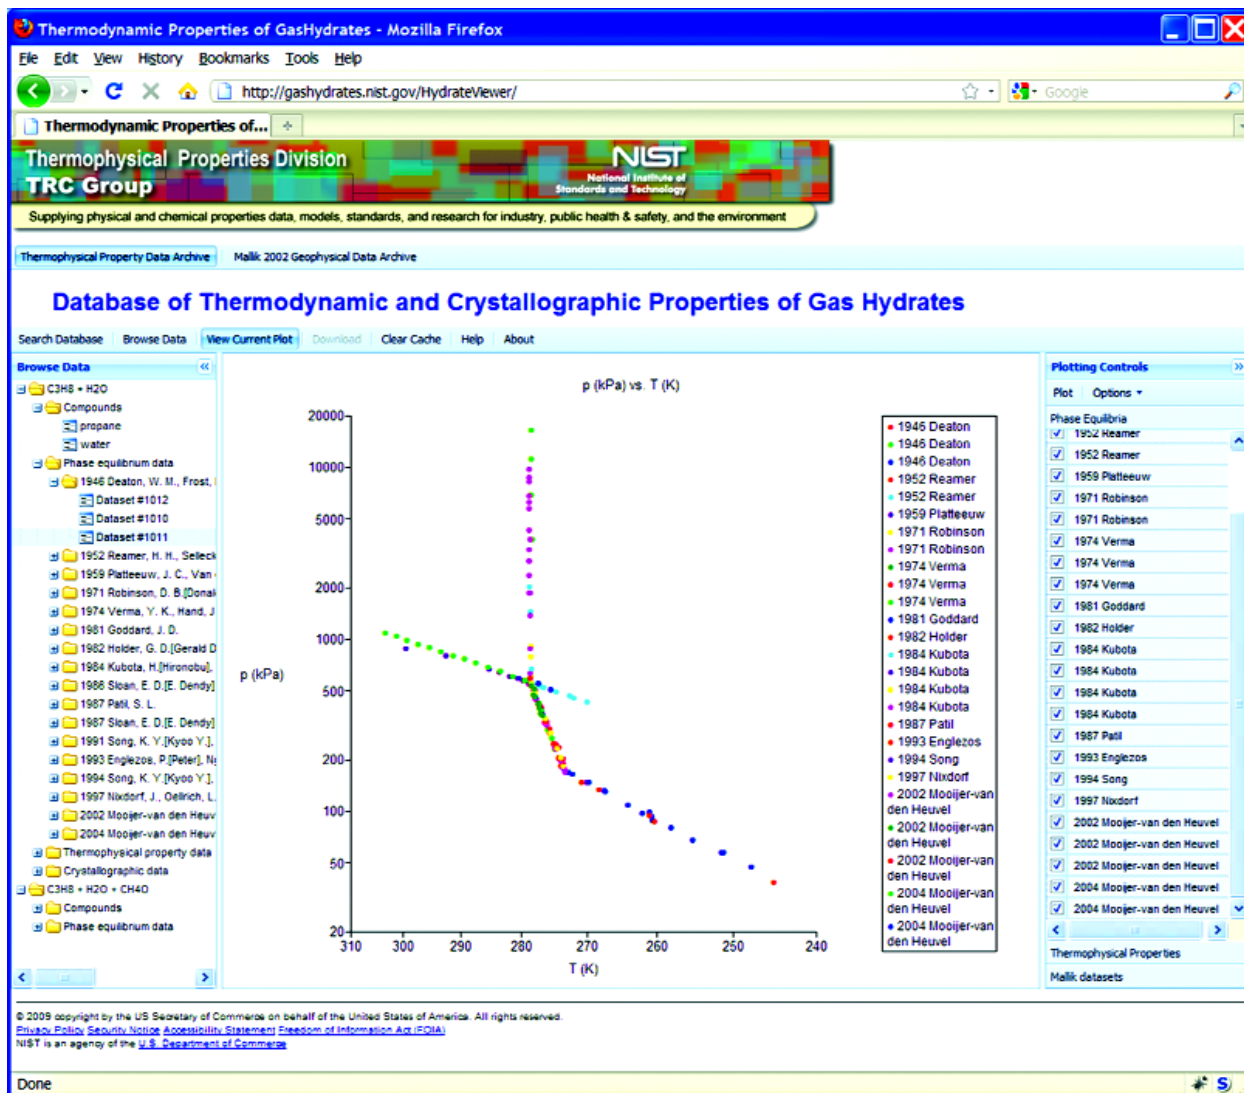 Thermodynamic Properties of GasHydrates - Mozilla Firefox
File Edit View History Bookmarks Tools Help
http://gashydrates.nist.gov/HydrateViewer/
Google
Thermodynamic Properties of...
Thermophysical Properties Division
TRC Group
NIST
National Institute of
Standards and Technology
Supplying physical and chemical properties data, models, standards, and research for industry, public health & safety, and the environment
Thermophysical Property Data Archive Mallik 2002 Geophysical Data Archive
Database of Thermodynamic and Crystallographic Properties of Gas Hydrates
Search Database Browse Data View Current Plot Download Clear Cache Help About
Browse Data
C3H8 + H2O
Compounds
propane
water
Phase equilibrium data
1946 Deaton, W. M., Frost,
Dataset #1012
Dataset #1010
Dataset #1011
1952 Reamer, H. H., Selleck
1959 Platteeuw, J. C., Van
1971 Robinson, D. B.[Donal
1974 Verma, Y. K., Hand, J
1981 Goddard, J. D.
1982 Holder, G. D.[Gerald D
1984 Kubota, H.[Hironobu],
1986 Sloan, E. D.[E. Dendy]
1987 Patil, S. L.
1987 Sloan, E. D.[E. Dendy]
1991 Song, K. Y.[Kyoo Y.],
1993 Englezos, P.[Peter], N
1994 Song, K. Y.[Kyoo Y.],
1997 Nixdorf, J., Oellrich, L.
2002 Mooijer-van den Heuv
2004 Mooijer-van den Heuv
Thermophysical property data
Crystallographic data
C3H8 + H2O + CH4O
Compounds
Phase equilibrium data
p (kPa) vs. T (K)
20000
10000
5000
2000
1000
p (kPa)
500
200
100
50
20
310 300 290 280 270 260 250 240
T (K)
1946 Deaton
1946 Deaton
1946 Deaton
1952 Reamer
1952 Reamer
1959 Platteeuw
1971 Robinson
1971 Robinson
1974 Verma
1974 Verma
1974 Verma
1981 Goddard
1982 Holder
1984 Kubota
1984 Kubota
1984 Kubota
1984 Kubota
1987 Patil
1993 Englezos
1994 Song
1997 Nixdorf
2002 Mooijer-van
den Heuvel
2002 Mooijer-van
den Heuvel
2002 Mooijer-van
den Heuvel
2004 Mooijer-van
den Heuvel
2004 Mooijer-van
den Heuvel
Plotting Controls
Plot Options
Phase Equilibria
1952 Reamer
1952 Reamer
1959 Platteeuw
1971 Robinson
1971 Robinson
1974 Verma
1974 Verma
1974 Verma
1981 Goddard
1982 Holder
1984 Kubota
1984 Kubota
1984 Kubota
1984 Kubota
1987 Patil
1993 Englezos
1994 Song
1997 Nixdorf
2002 Mooijer-van den Heuvel
2002 Mooijer-van den Heuvel
2002 Mooijer-van den Heuvel
2004 Mooijer-van den Heuvel
2004 Mooijer-van den Heuvel
Thermophysical Properties
Mallik datasets
© 2009 copyright by the US Secretary of Commerce on behalf of the United States of America. All rights reserved.
Privacy Policy Security Notice Accessibility Statement Freedom of Information Act (FOIA)
NIST is an agency of the U.S. Department of Commerce
Done